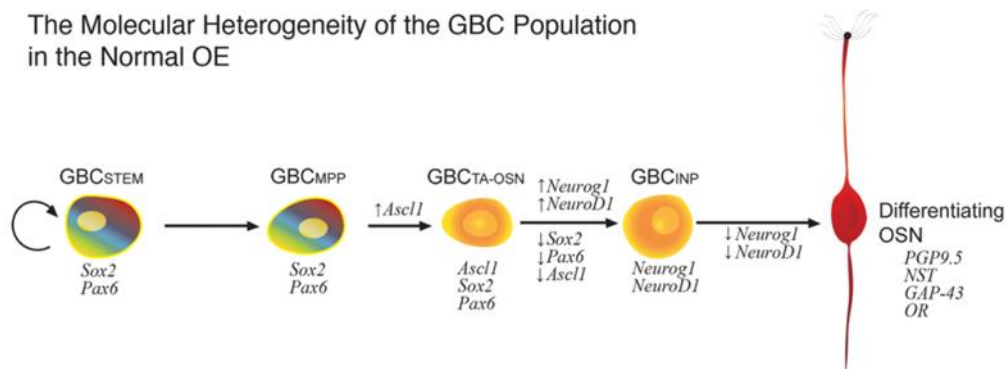 The Molecular Heterogeneity of the GBC Population
in the Normal OE
GBCSTEM
Sox2
Pax6
GBCMPP
Sox2
Pax6
↑Ascl1
GBCTA-OSN
Ascl1
Sox2
Pax6
↑Neurog1
↑NeuroD1
↓Sox2
↓Pax6
↓Ascl1
GBCINP
Neurog1
NeuroD1
↓Neurog1
↓NeuroD1
Differentiating
OSN
PGP9.5
NST
GAP-43
OR